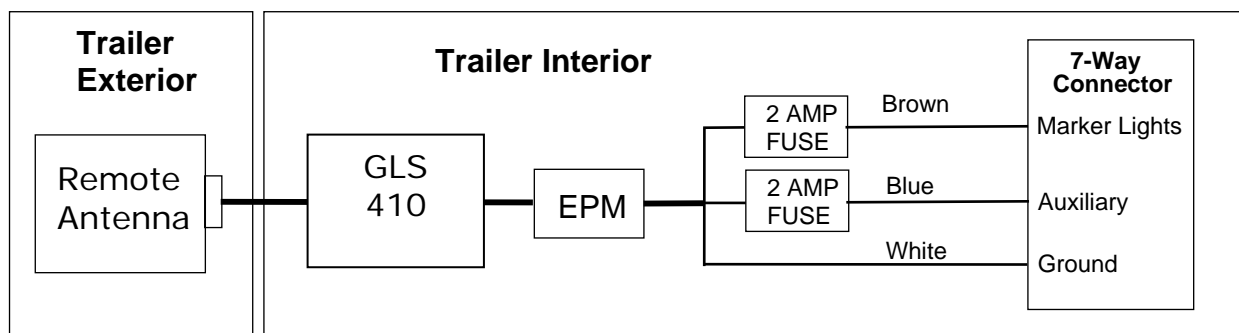 Trailer
Exterior
Remote
Antenna
Trailer Interior
GLS
410
EPM
2 AMP
FUSE
Brown
2 AMP
FUSE
Blue
White
7-Way
Connector
Marker Lights
Auxiliary
Ground